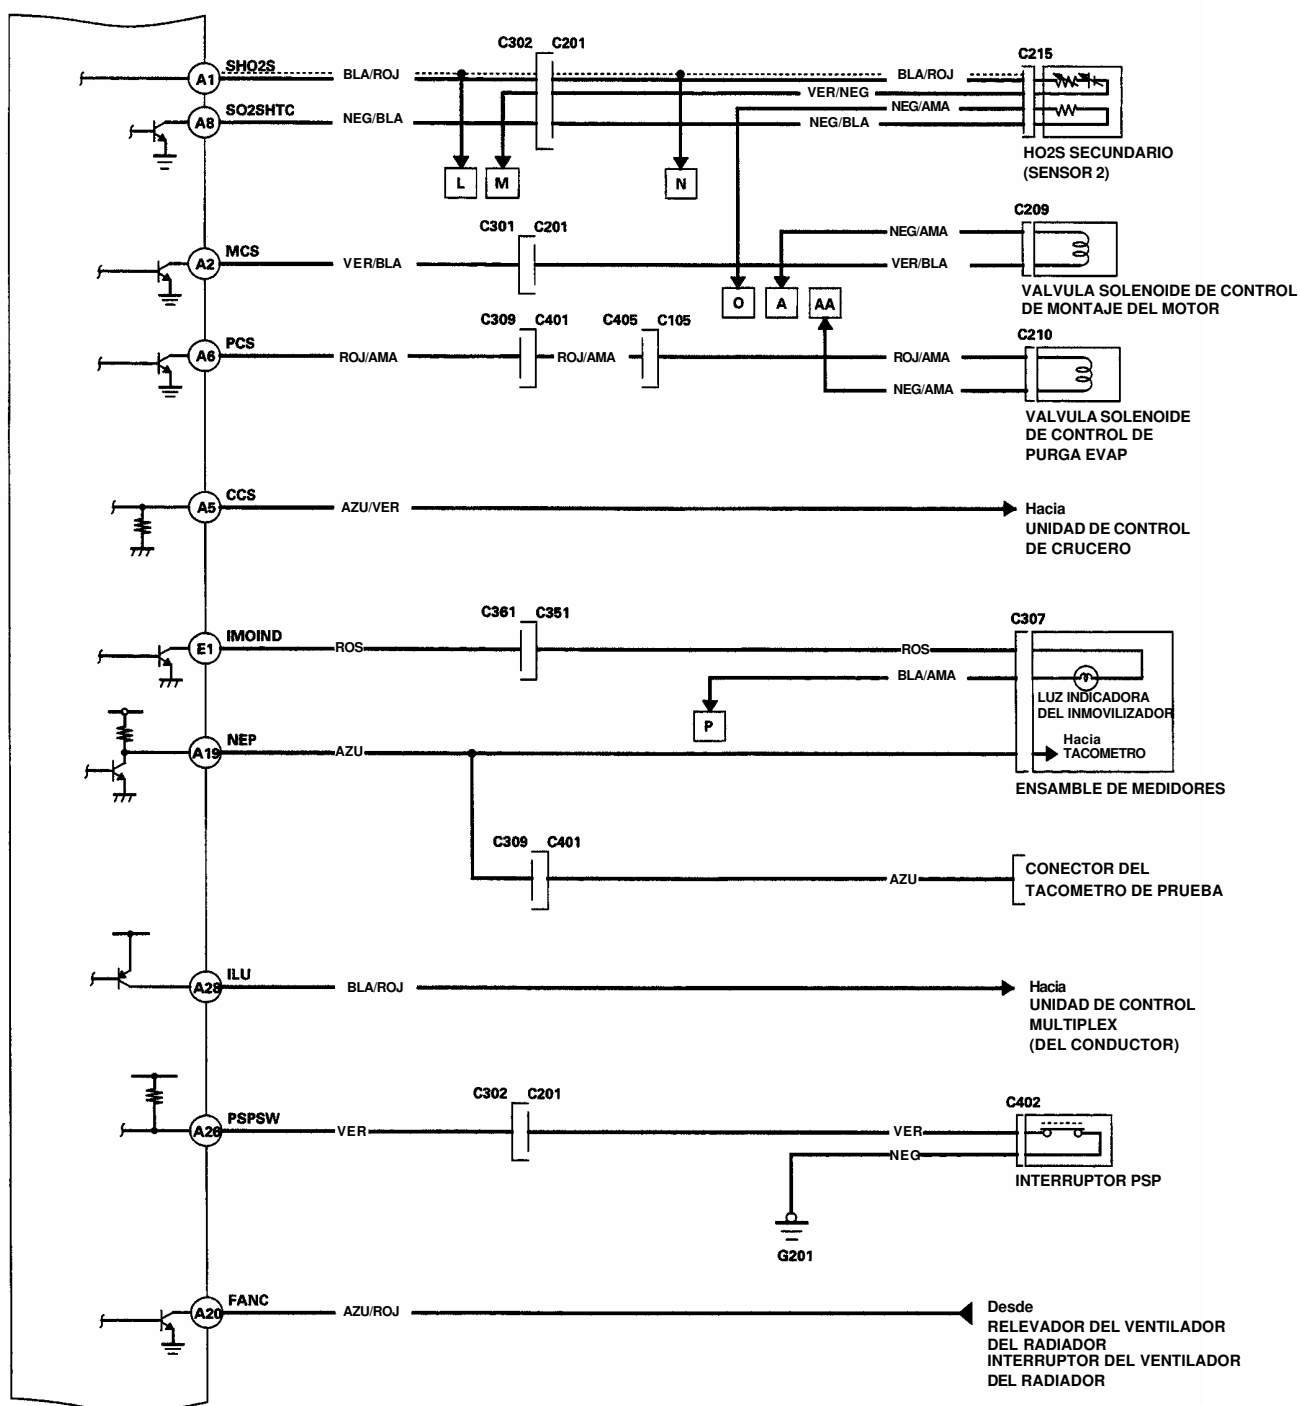 C302 C201
C215
A1 SHO2S BLA/ROJ BLA/ROJ
VER/NEG
NEG/AMA
A8 SO2SHTC NEG/BLA NEG/BLA
HO2S SECUNDARIO
(SENSOR 2)
L M N
C209
C301 C201
NEG/AMA
A2 MCS VER/BLA VER/BLA
VALVULA SOLENOIDE DE CONTROL
DE MONTAJE DEL MOTOR
O A AA
C309 C401 C405 C105
C210
A6 PCS ROJ/AMA ROJ/AMA ROJ/AMA
NEG/AMA
VALVULA SOLENOIDE
DE CONTROL DE
PURGA EVAP
A5 CCS AZU/VER Hacia
UNIDAD DE CONTROL
DE CRUCERO
C361 C351
C307
E1 IMOIND ROS ROS
BLA/AMA
LUZ INDICADORA
DEL INMOVILIZADOR
P
Hacia
TACOMETRO
A19 NEP AZU
ENSAMBLE DE MEDIDORES
C309 C401
AZU
CONECTOR DEL
TACOMETRO DE PRUEBA
A28 ILU BLA/ROJ Hacia
UNIDAD DE CONTROL
MULTIPLEX
(DEL CONDUCTOR)
C302 C201
C402
A26 PSPSW VER VER
NEG
INTERRUPTOR PSP
G201
A20 FANC AZU/ROJ Desde
RELEVADOR DEL VENTILADOR
DEL RADIADOR
INTERRUPTOR DEL VENTILADOR
DEL RADIADOR